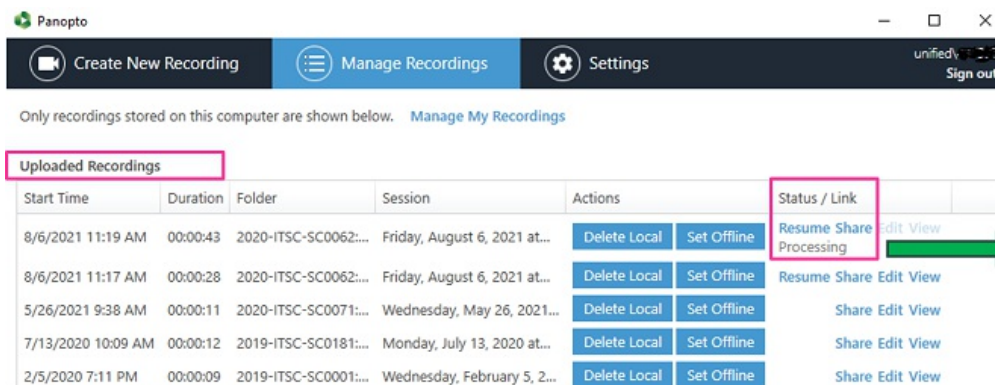 Panopto
Create New Recording Manage Recordings Settings unified\
Sign out
Only recordings stored on this computer are shown below. Manage My Recordings
Uploaded Recordings
Start Time Duration Folder Session Actions Status / Link
8/6/2021 11:19 AM 00:00:43 2020-ITSC-SC0062:... Friday, August 6, 2021 at... Delete Local Set Offline Resume Share Edit View
Processing
8/6/2021 11:17 AM 00:00:28 2020-ITSC-SC0062:... Friday, August 6, 2021 at... Delete Local Set Offline Resume Share Edit View
5/26/2021 9:38 AM 00:00:11 2020-ITSC-SC0071:... Wednesday, May 26, 2021... Delete Local Set Offline Share Edit View
7/13/2020 10:09 AM 00:00:12 2019-ITSC-SC0181:... Monday, July 13, 2020 at... Delete Local Set Offline Share Edit View
2/5/2020 7:11 PM 00:00:09 2019-ITSC-SC0001:... Wednesday, February 5, 2... Delete Local Set Offline Share Edit View